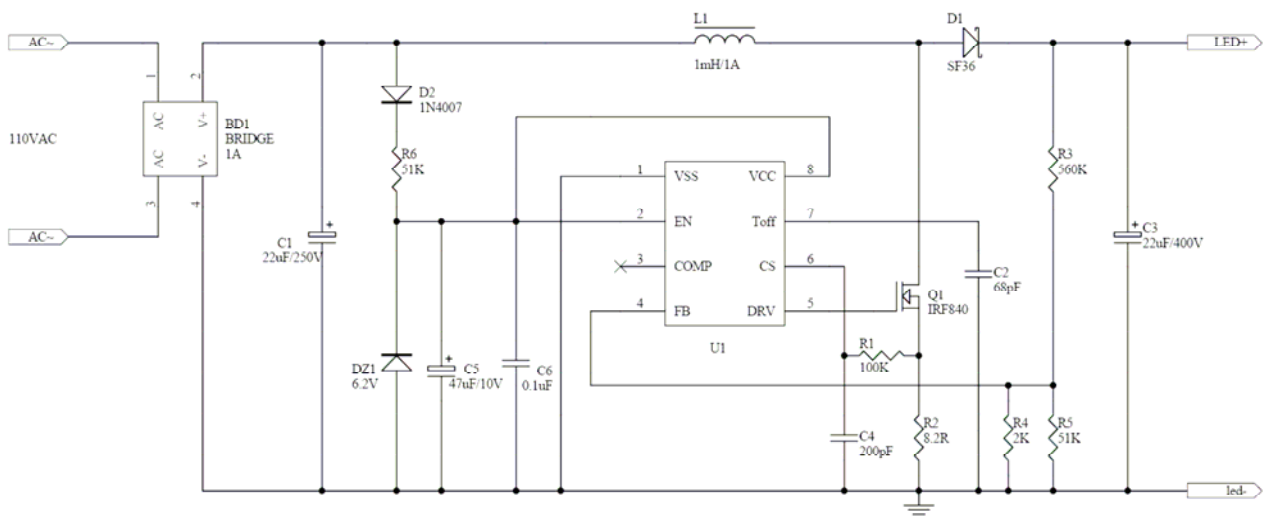 AC~
AC~
110VAC
1
2
3
4
AC
V+
AC
V-
BD1
BRIDGE
1A
C1
22uF/250V
D2
1N4007
R6
51K
DZ1
6.2V
C5
47uF/10V
C6
0.1uF
L1
1mH/1A
D1
SF36
LED+
1
VSS
VCC
8
2
EN
Toff
7
3
COMP
CS
6
4
FB
DRV
5
U1
Q1
IRF840
C2
68pF
R1
100K
C4
200pF
R2
8.2R
R3
560K
R4
2K
R5
51K
C3
22uF/400V
led-